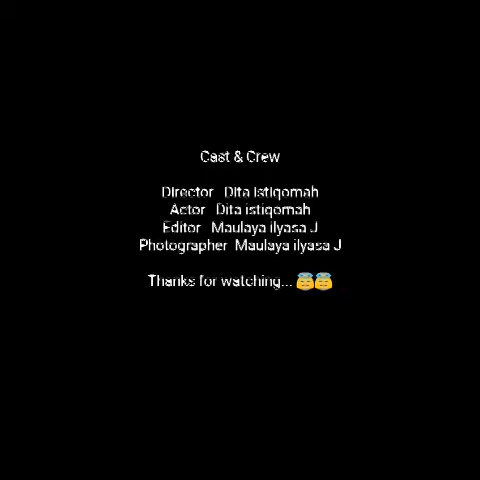 Cast & Crew
Director Dita istiqomah
Actor Dita istiqomah
Editor Maulaya ilyasa J
Photographer Maulaya ilyasa J
Thanks for watching... 😇😇